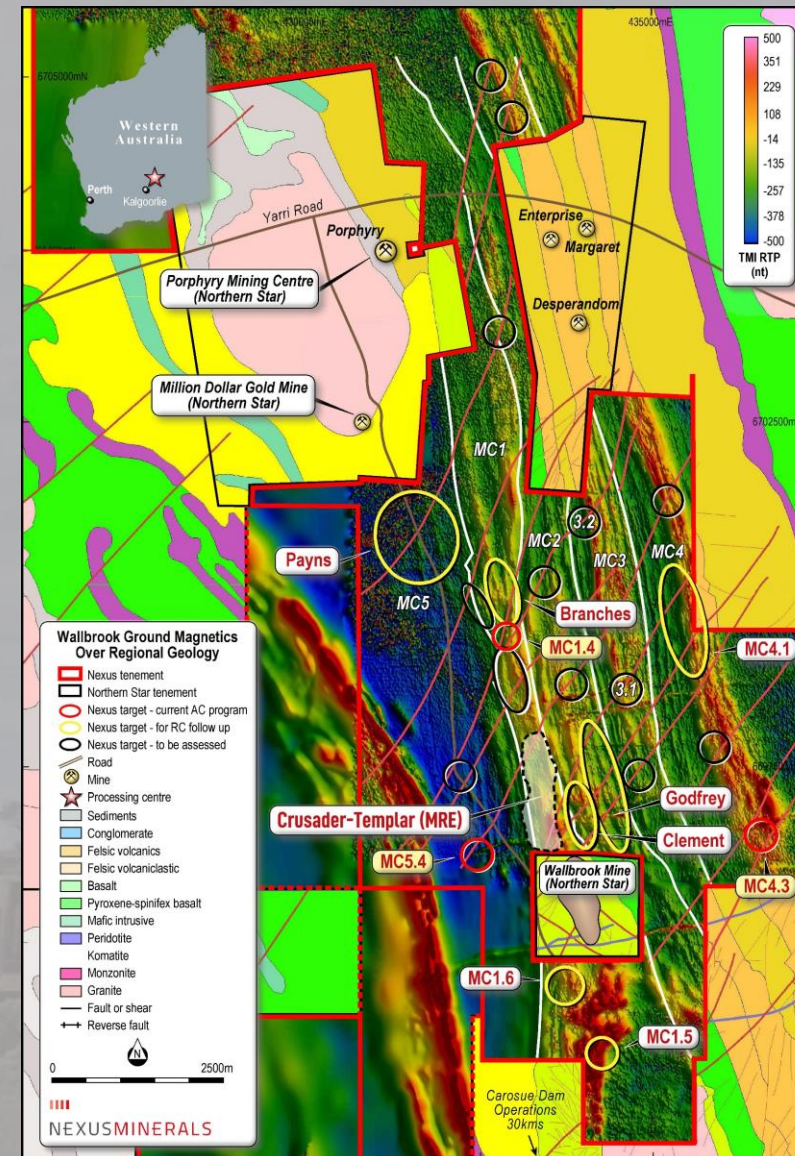 430000mE
435000mE
6705000mN
Western
Australia
Perth
Kalgoorlie
500
351
229
108
-14
-135
-257
-378
-500
TMI RTP
(nt)
Yarri Road
Porphyry
Enterprise
Margaret
Desperandom
Porphyry Mining Centre
(Northern Star)
Million Dollar Gold Mine
(Northern Star)
6702500mN
MC1
MC2
3.2
MC3
MC4
Payns
MC5
Branches
MC1.4
MC4.1
3.1
Godfrey
Crusader-Templar (MRE)
Clement
MC5.4
Wallbrook Mine
(Northern Star)
MC4.3
MC1.6
MC1.5
Carosue Dam
Operations
30kms
Wallbrook Ground Magnetics
Over Regional Geology
Nexus tenement
Northern Star tenement
Nexus target - current AC program
Nexus target - for RC follow up
Nexus target - to be assessed
Road
Mine
Processing centre
Sediments
Conglomerate
Felsic volcanics
Felsic volcaniclastic
Basalt
Pyroxene-spinifex basalt
Mafic intrusive
Peridotite
Komatite
Monzonite
Granite
Fault or shear
Reverse fault
N
0 2500m
NEXUSMINERALS